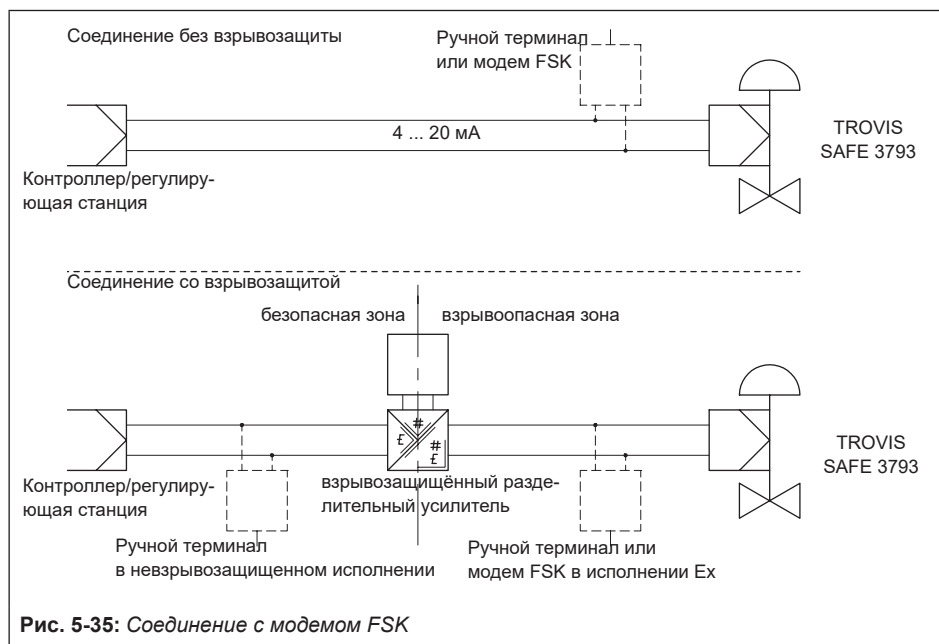 Соединение без взрывозащиты
Ручной терминал
или модем FSK
4 ... 20 мА
TROVIS
SAFE 3793
Контроллер/регулиру-
ющая станция
Соединение со взрывозащитой
безопасная зона
взрывоопасная зона
TROVIS
SAFE 3793
Контроллер/регулиру-
ющая станция
взрывозащищённый разде-
лительный усилитель
Ручной терминал
в невзрывозащищенном исполнении
Ручной терминал или
модем FSK в исполнении Ex
Рис. 5-35: Соединение с модемом FSK